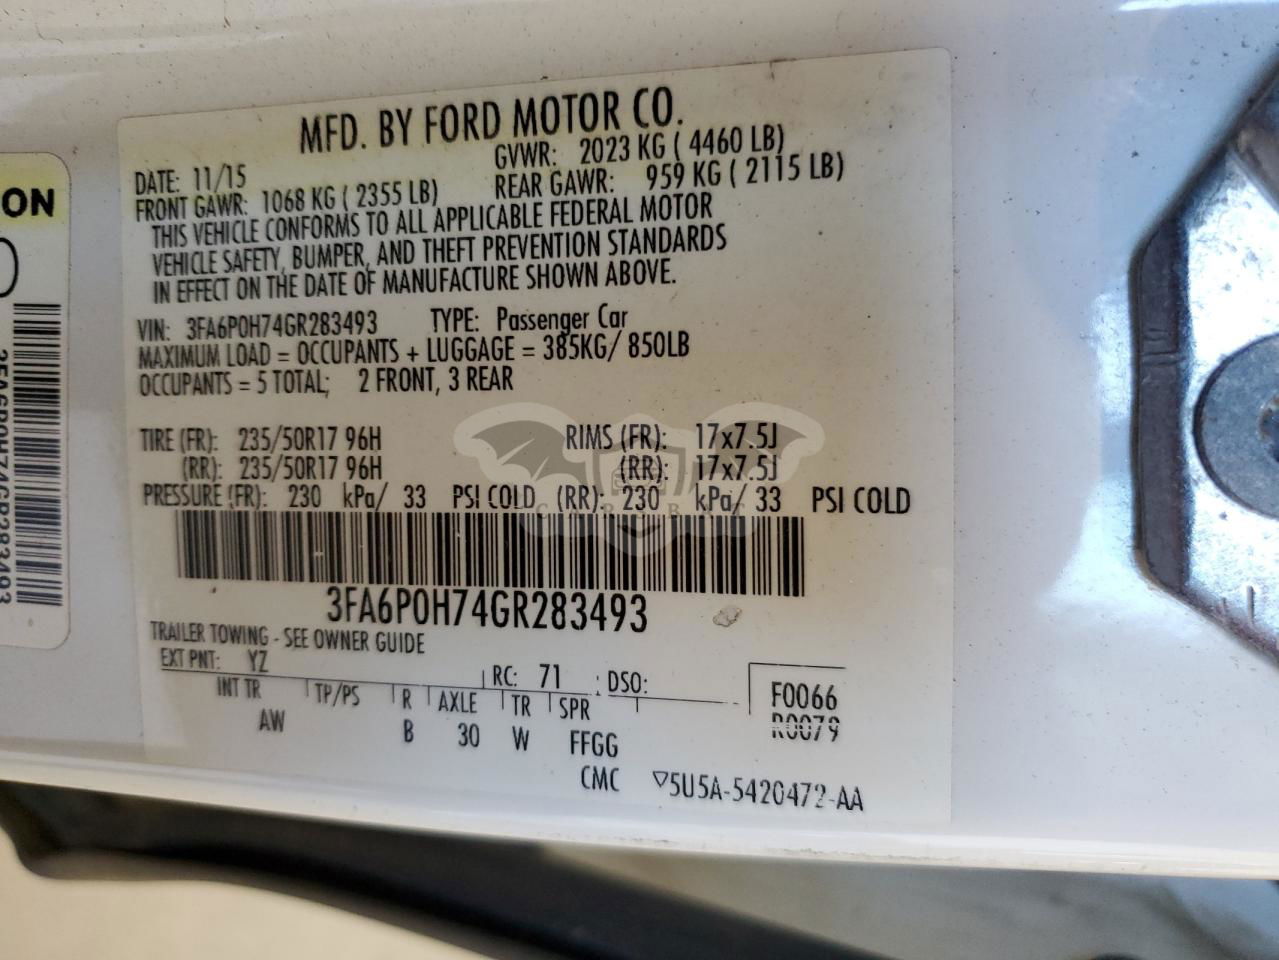 MFD. BY FORD MOTOR CO.
DATE: 11/15 GVWR: 2023 KG ( 4460 LB)
FRONT GAWR: 1068 KG ( 2355 LB) REAR GAWR: 959 KG ( 2115 LB)
THIS VEHICLE CONFORMS TO ALL APPLICABLE FEDERAL MOTOR
VEHICLE SAFETY, BUMPER, AND THEFT PREVENTION STANDARDS
IN EFFECT ON THE DATE OF MANUFACTURE SHOWN ABOVE.
VIN: 3FA6P0H74GR283493 TYPE: Passenger Car
MAXIMUM LOAD = OCCUPANTS + LUGGAGE = 385KG/ 850LB
OCCUPANTS = 5 TOTAL; 2 FRONT, 3 REAR
TIRE (FR): 235/50R17 96H RIMS (FR): 17x7.5J
(RR): 235/50R17 96H (RR): 17x7.5J
PRESSURE (FR): 230 kPa/ 33 PSI COLD (RR): 230 kPa/ 33 PSI COLD
3FA6P0H74GR283493
TRAILER TOWING - SEE OWNER GUIDE
EXT PNT: YZ RC: 71 DSO:
INT TR TP/PS R AXLE TR SPR
AW B 30 W FFGG
F0066
R0079
CMC ▽5U5A-5420472-AA
ON
3FA6P0H74GR283493